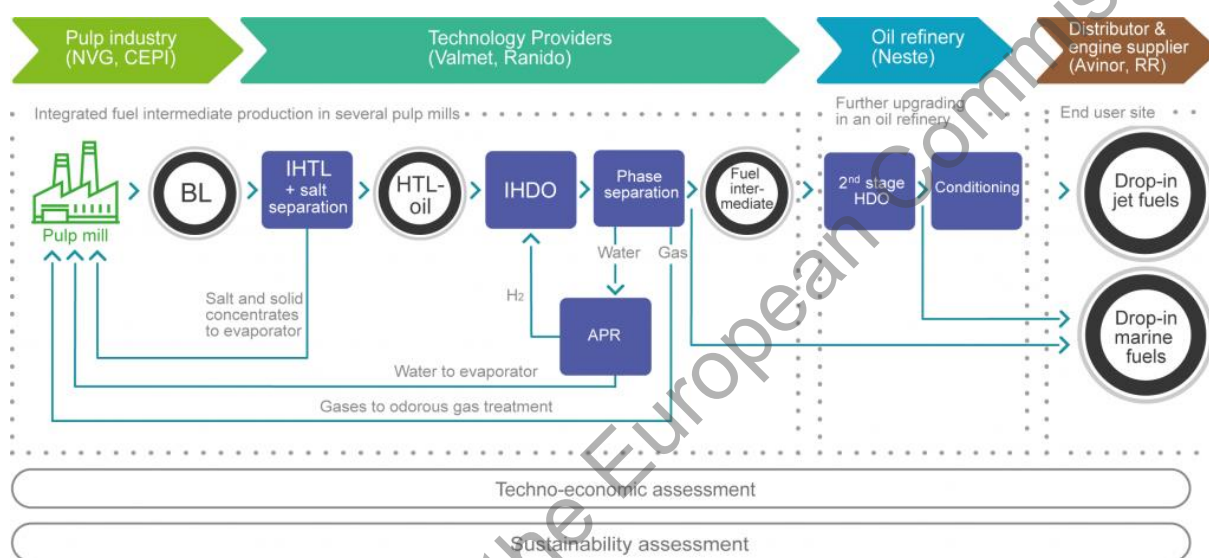 Pulp industry
(NVG, CEPI)
Technology Providers
(Valmet, Ranido)
Oil refinery
(Neste)
Distributor &
engine supplier
(Avinor, RR)
Integrated fuel intermediate production in several pulp mills
Further upgrading
in an oil refinery
End user site
Pulp mill
BL
IHTL
+ salt
separation
HTL-
oil
IHDO
Phase
separation
Fuel
inter-
mediate
2nd stage
HDO
Conditioning
Drop-in
jet fuels
Water
Gas
H2
Salt and solid
concentrates
to evaporator
APR
Drop-in
marine
fuels
Water to evaporator
Gases to odorous gas treatment
Techno-economic assessment
Sustainability assessment
the European Commis